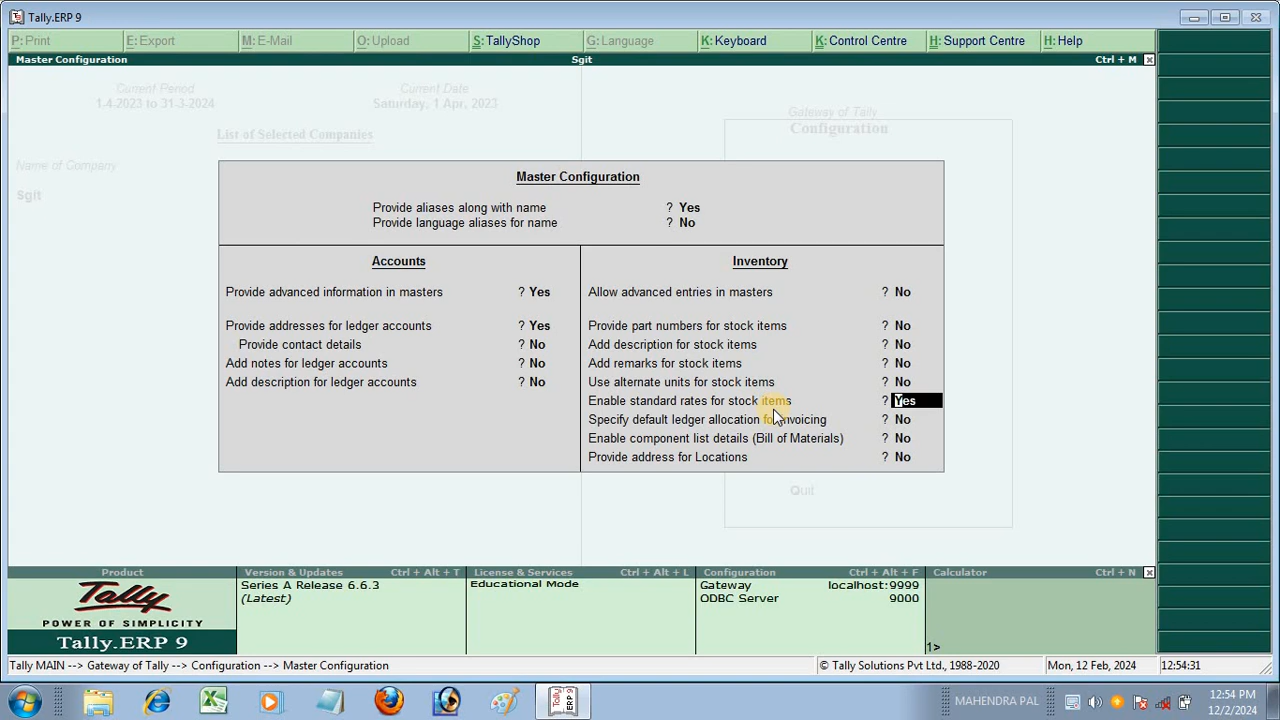 Tally.ERP 9
P: Print E: Export M: E-Mail O: Upload S: TallyShop G: Language K: Keyboard K: Control Centre H: Support Centre H: Help
Master Configuration Sgit Ctrl + M
Current Period Current Date
1.4.2023 to 31-3-2024 Saturday, 1 Apr, 2023
Gateway of Tally
Configuration
List of Selected Companies
Name of Company
Sgit
Master Configuration
Provide aliases along with name ? Yes
Provide language aliases for name ? No
Accounts
Provide advanced information in masters ? Yes
Provide addresses for ledger accounts ? Yes
Provide contact details ? No
Add notes for ledger accounts ? No
Add description for ledger accounts ? No
Inventory
Allow advanced entries in masters ? No
Provide part numbers for stock items ? No
Add description for stock items ? No
Add remarks for stock items ? No
Use alternate units for stock items ? No
Enable standard rates for stock items ? Yes
Specify default ledger allocation for invoicing ? No
Enable component list details (Bill of Materials) ? No
Provide address for Locations ? No
Quit
Product
Tally
POWER OF SIMPLICITY
Tally.ERP 9
Version & Updates Ctrl + Alt + T
Series A Release 6.6.3
(Latest)
License & Services Ctrl + Alt + L
Educational Mode
Configuration Ctrl + Alt + F
Gateway localhost:9999
ODBC Server 9000
Calculator Ctrl + N
1>
Tally MAIN --> Gateway of Tally --> Configuration --> Master Configuration © Tally Solutions Pvt Ltd., 1988-2020 Mon, 12 Feb, 2024 12:54:31
MAHENDRA PAL
12:54 PM
12/2/2024